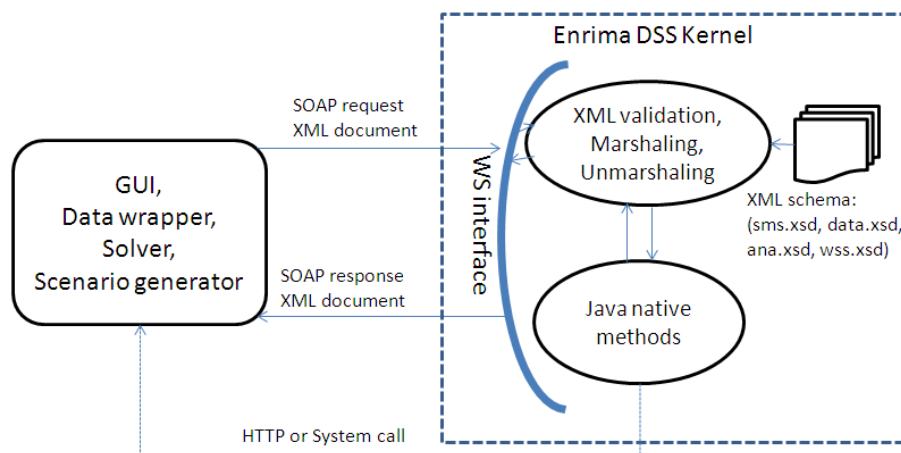 Enrima DSS Kernel
SOAP request
XML document
GUI,
Data wrapper,
Solver,
Scenario generator
SOAP response
XML document
WS interface
XML validation,
Marshaling,
Unmarshaling
XML schema:
(sms.xsd, data.xsd,
ana.xsd, wss.xsd)
Java native
methods
HTTP or System call